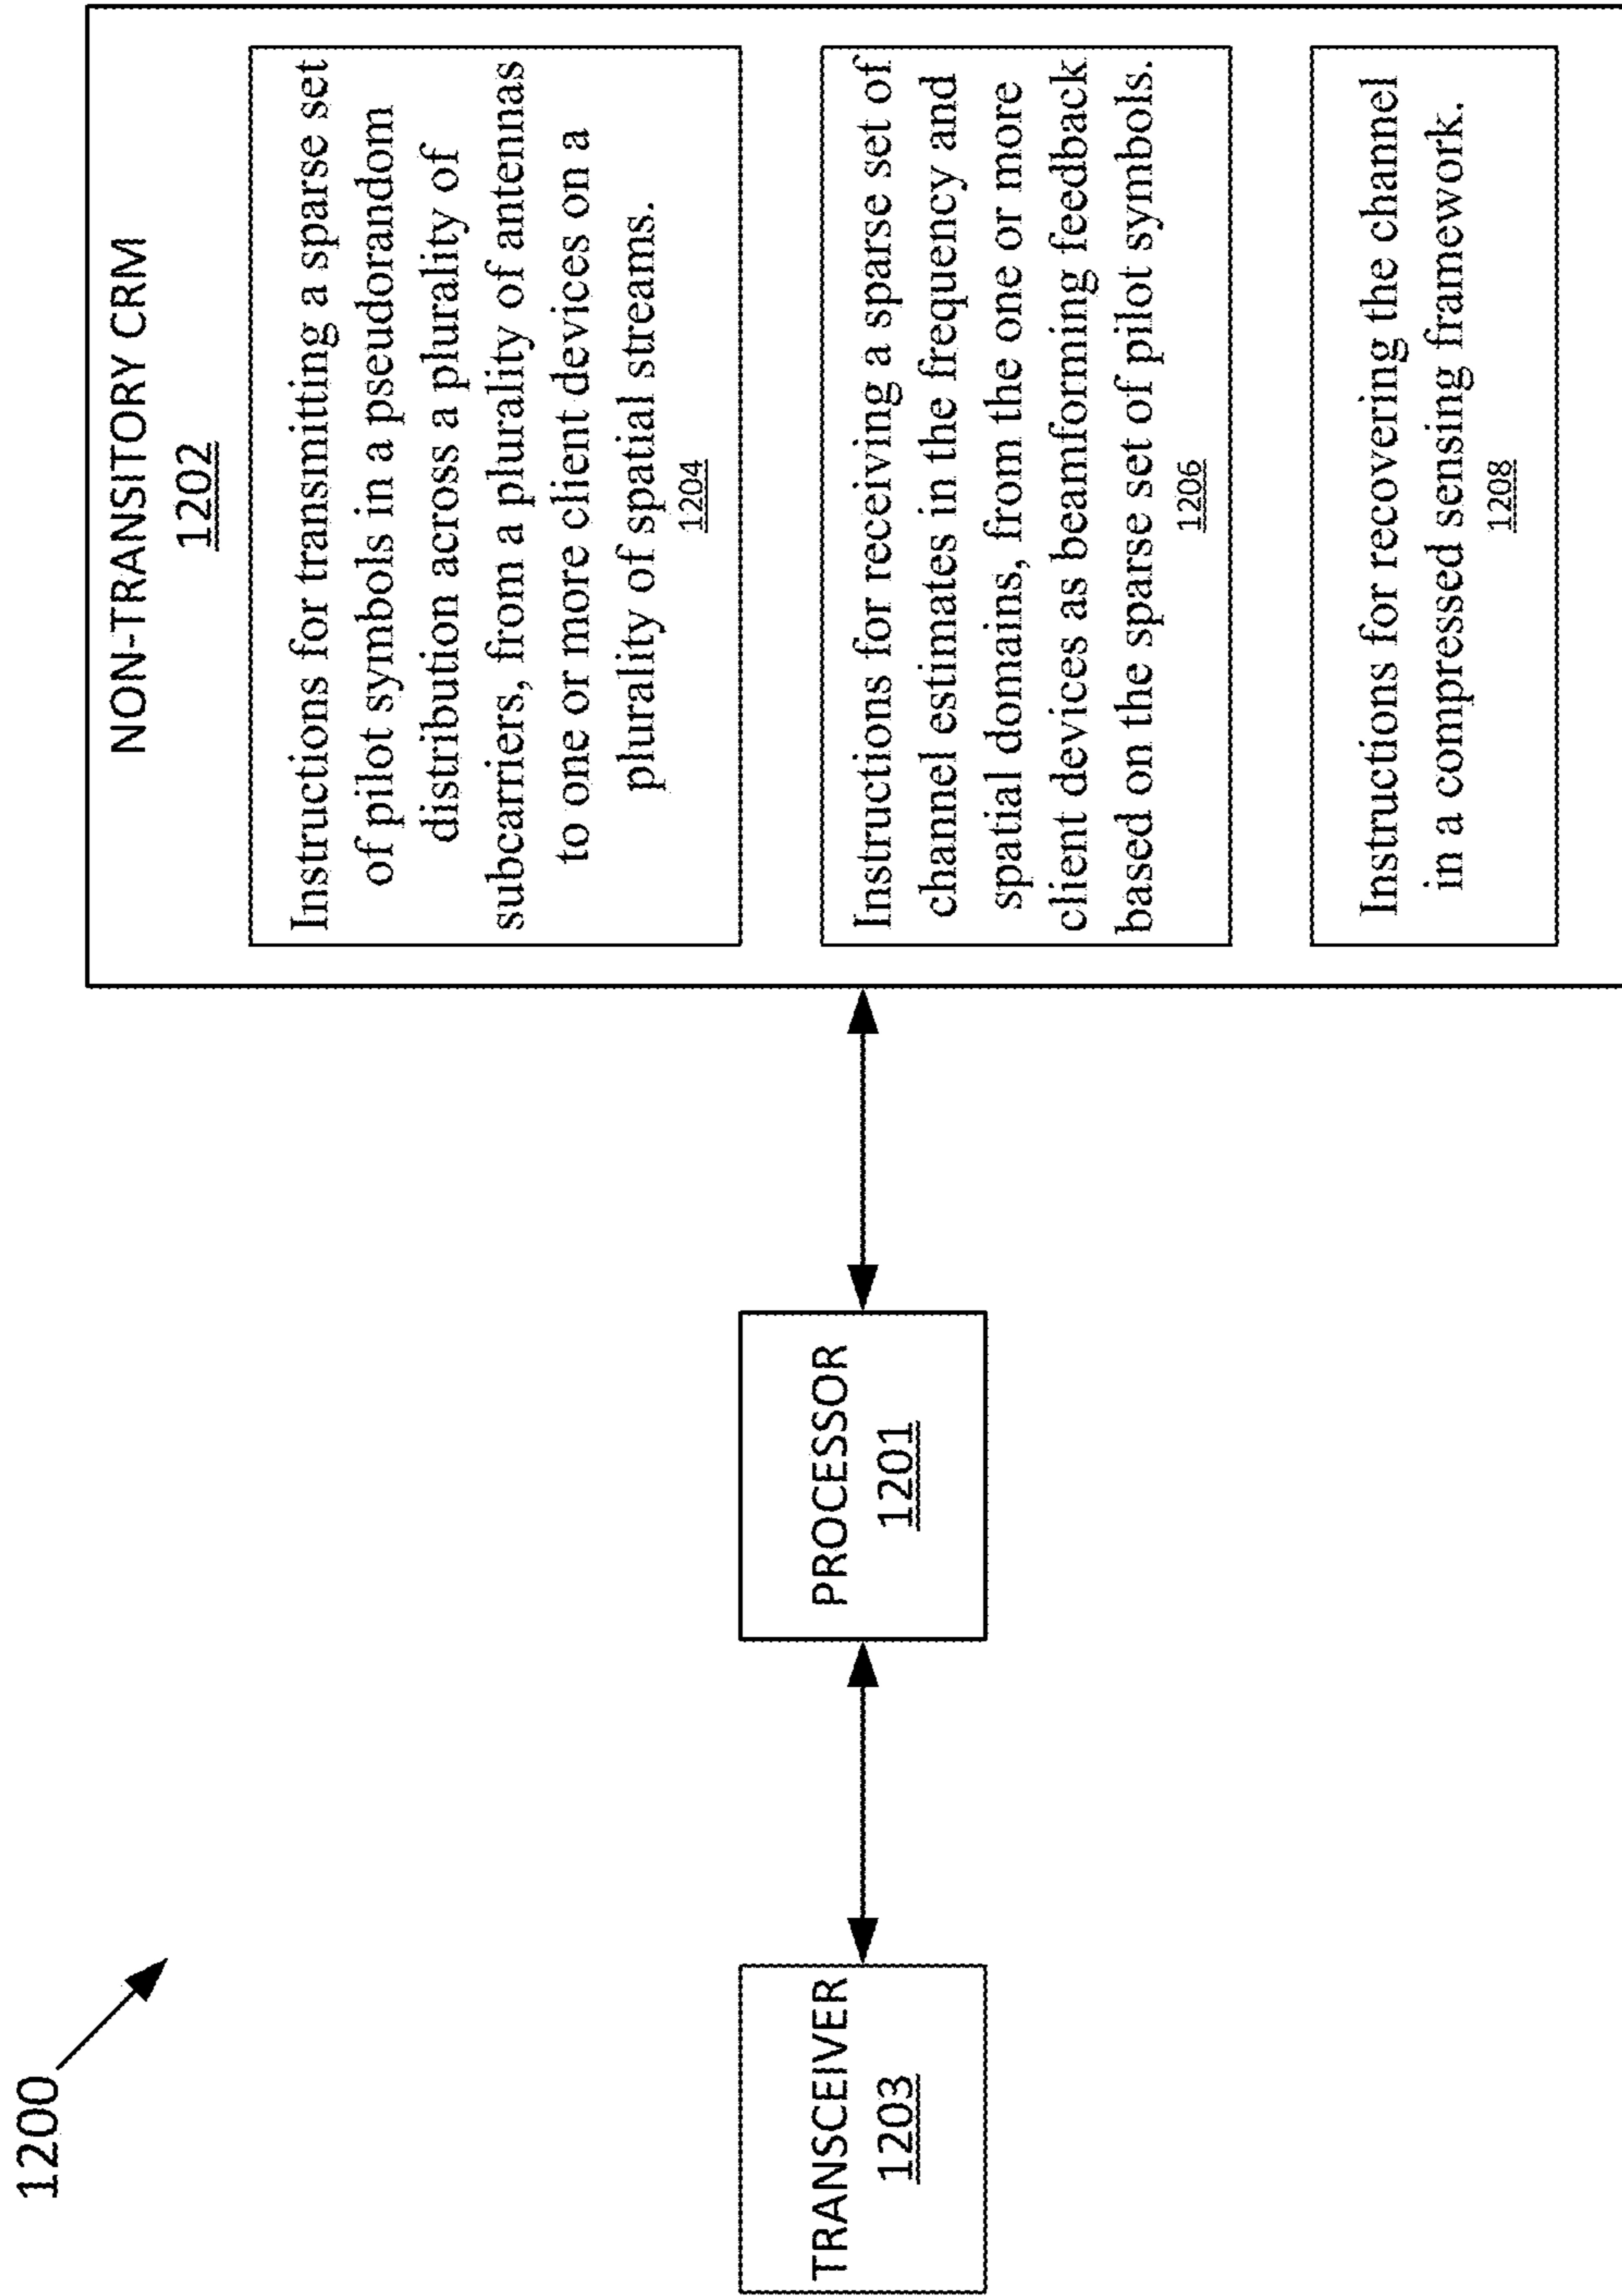 1200
TRANSCEIVER
1203
PROCESSOR
1201
NON-TRANSITORY CRM
1202
Instructions for transmitting a sparse set
of pilot symbols in a pseudorandom
distribution across a plurality of
subcarriers, from a plurality of antennas
to one or more client devices on a
plurality of spatial streams.
1204
Instructions for receiving a sparse set of
channel estimates in the frequency and
spatial domains, from the one or more
client devices as beamforming feedback
based on the sparse set of pilot symbols.
1206
Instructions for recovering the channel
in a compressed sensing framework.
1208